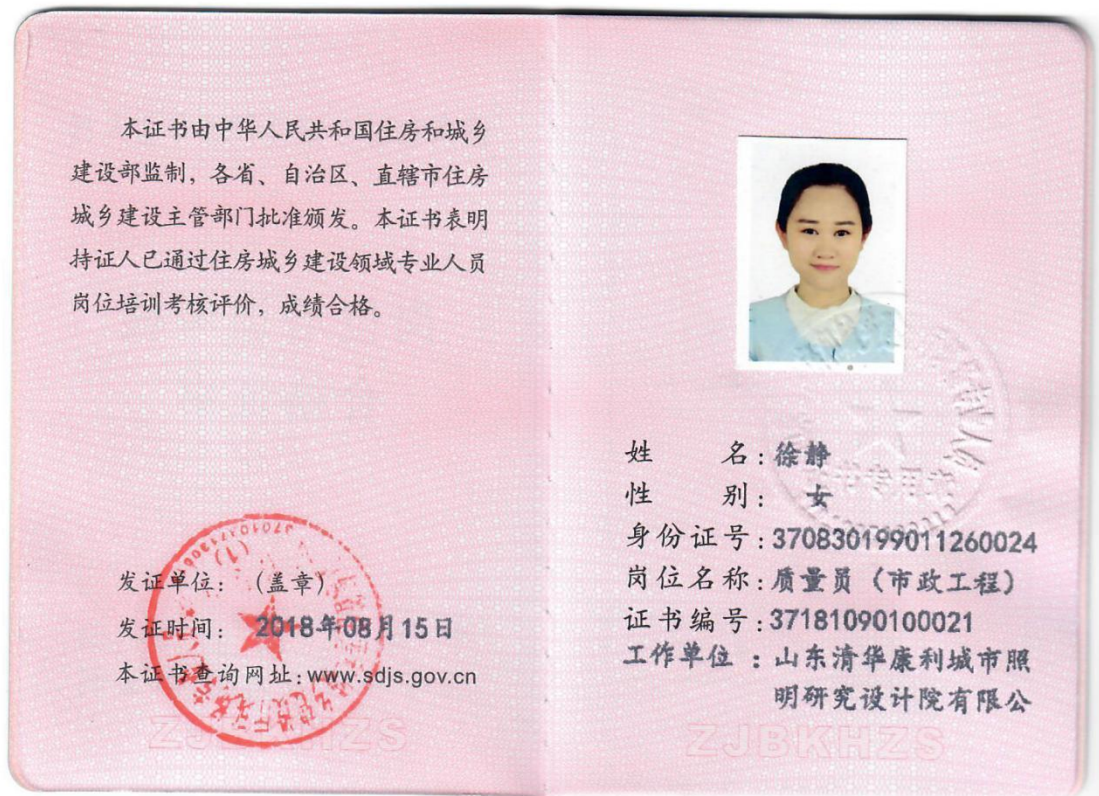 本证书由中华人民共和国住房和城乡
建设部监制，各省、自治区、直辖市住房
城乡建设主管部门批准颁发。本证书表明
持证人已通过住房城乡建设领域专业人员
岗位培训考核评价，成绩合格。
发证单位：（盖章）
发证时间：2018年08月15日
本证书查询网址：www.sdjs.gov.cn
ZJBKHZS
姓 名：徐静
性 别：女
身份证号：370830199011260024
岗位名称：质量员（市政工程）
证书编号：37181090100021
工作单位：山东清华康利城市照
明研究设计院有限公
ZJBKHZS